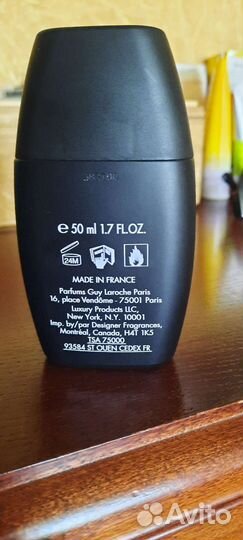 ℮ 50 ml 1.7 FL.OZ.
24M
MADE IN FRANCE
Parfums Guy Laroche Paris
16, place Vendôme - 75001 Paris
Luxury Products LLC,
New York, N.Y. 10001
Imp. by/par Designer Fragrances,
Montréal, Canada, H4T 1K5
TSA 75000
93584 ST OUEN CEDEX FR
Avito